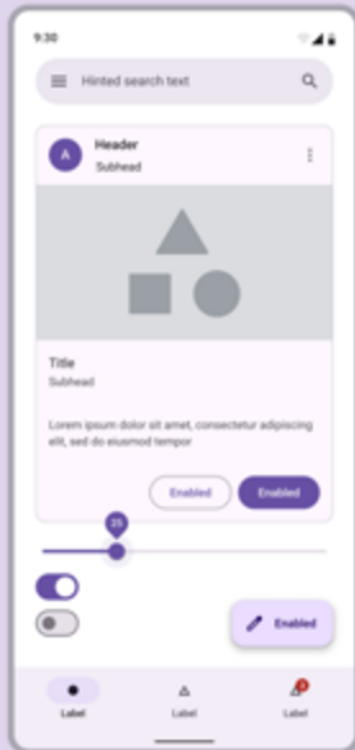 9:30
Hinted search text
A
Header
Subhead
Title
Subhead
Lorem ipsum dolor sit amet, consectetur adipiscing
elit, sed do eiusmod tempor
Enabled
Enabled
25
Enabled
Label
Label
Label